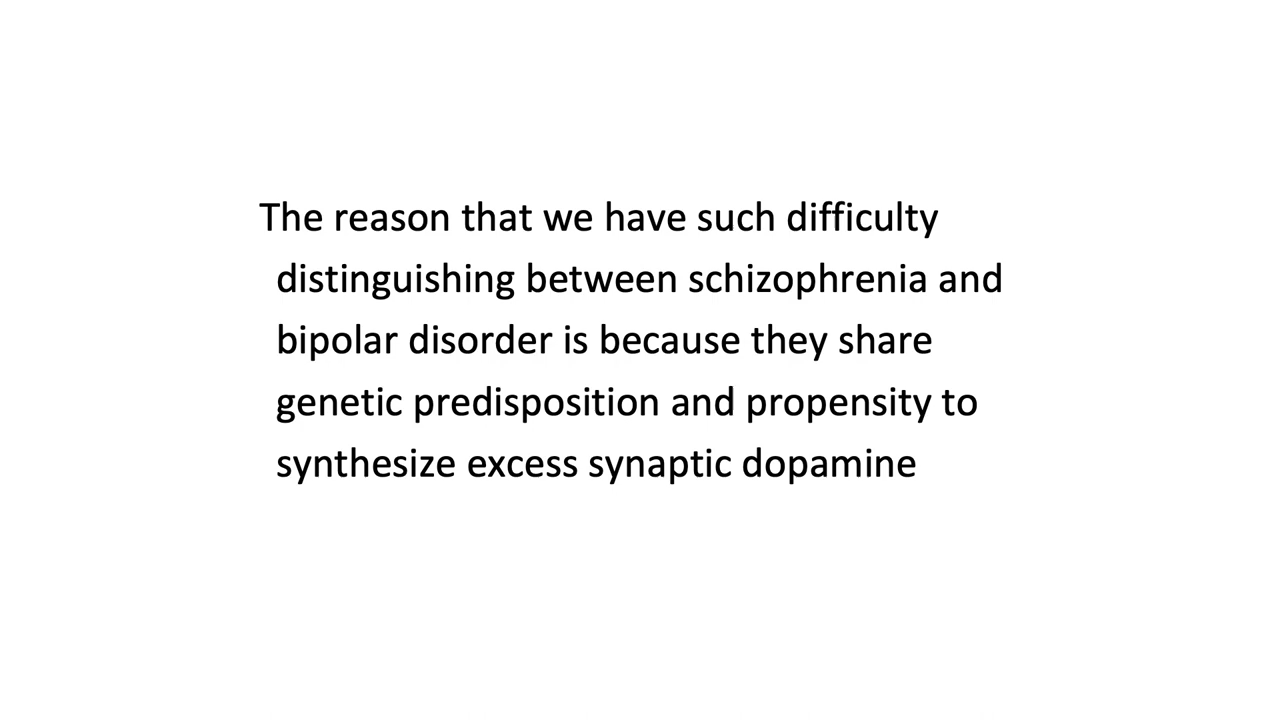 The reason that we have such difficulty
distinguishing between schizophrenia and
bipolar disorder is because they share
genetic predisposition and propensity to
synthesize excess synaptic dopamine